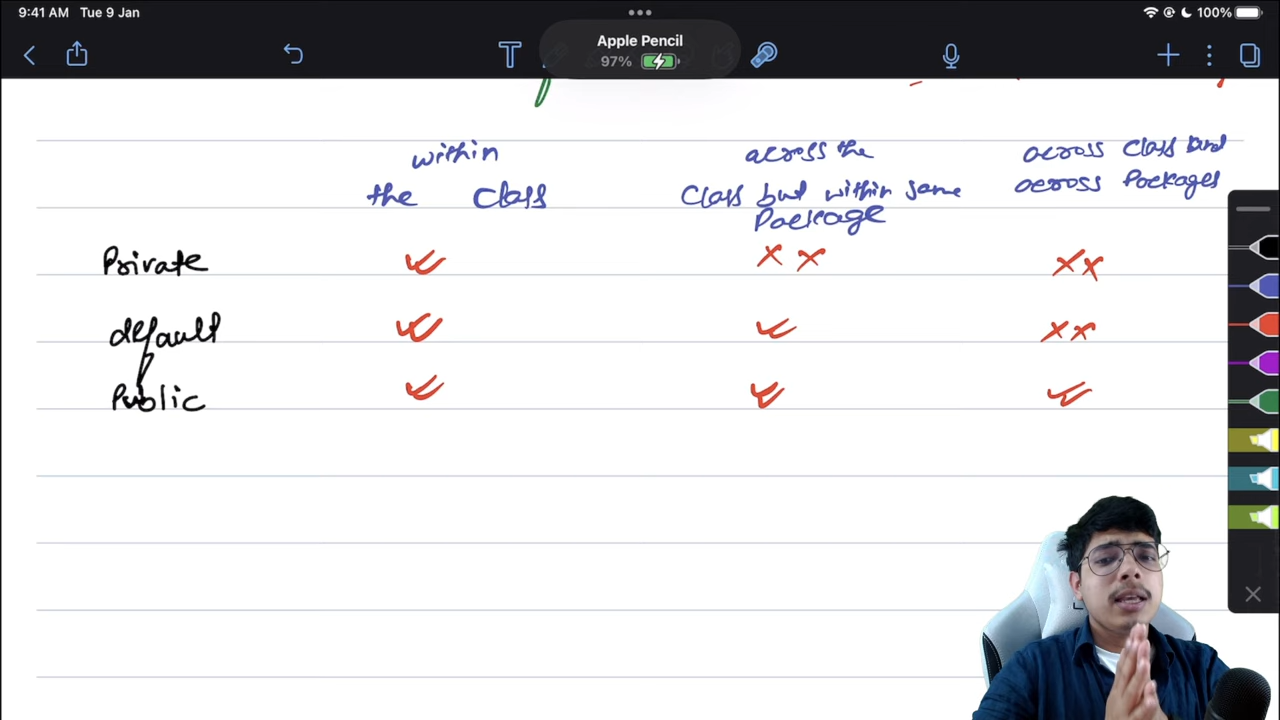 9:41 AM Tue 9 Jan
100%
Apple Pencil
97%
T
within
the class
across the
class but within same
Package
across class and
across Packages
Private
default
Public